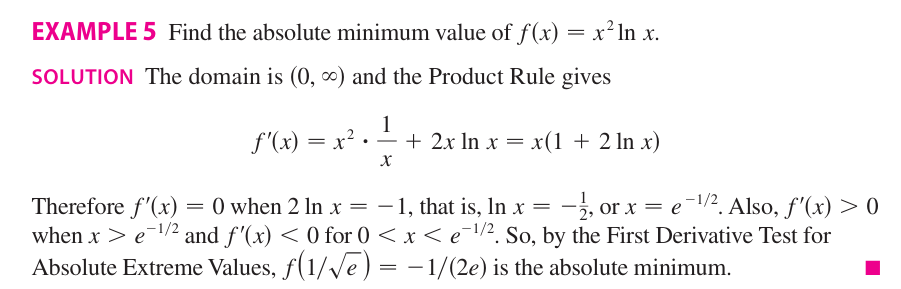 EXAMPLE 5 Find the absolute minimum value of f(x) = x² ln x.
SOLUTION The domain is (0, ∞) and the Product Rule gives
f′(x) = x² · 1/x + 2x ln x = x(1 + 2 ln x)
Therefore f′(x) = 0 when 2 ln x = −1, that is, ln x = −½, or x = e^(−1/2). Also, f′(x) > 0
when x > e^(−1/2) and f′(x) < 0 for 0 < x < e^(−1/2). So, by the First Derivative Test for
Absolute Extreme Values, f(1/√e) = −1/(2e) is the absolute minimum.